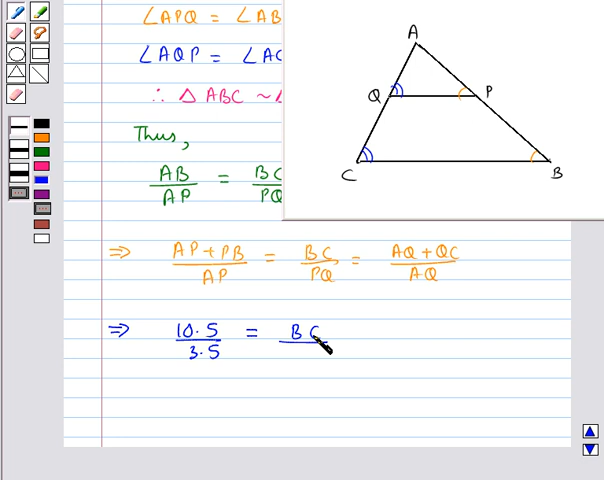 ∠APQ = ∠AB
∠AQP = ∠AC
∴ △ ABC ~ △
Thus,
AB/AP = BC/PQ
⇒ AP+PB/AP = BC/PQ = AQ+QC/AQ
⇒ 10.5/3.5 = BC
A
Q P
C B